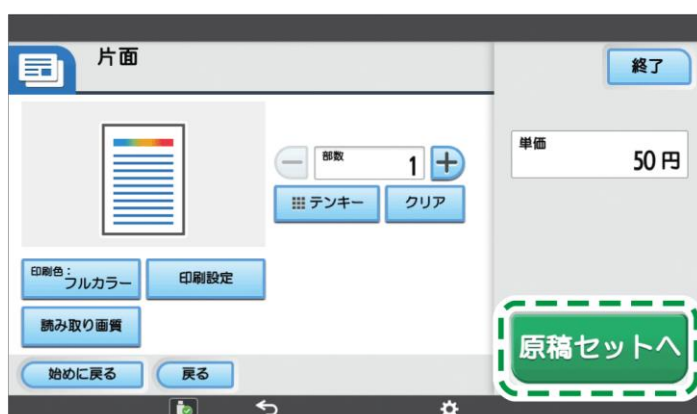 片面
終了
部数 1
単価
50 円
テンキー
クリア
印刷色：
フルカラー
印刷設定
読み取り画質
原稿セットへ
始めに戻る
戻る